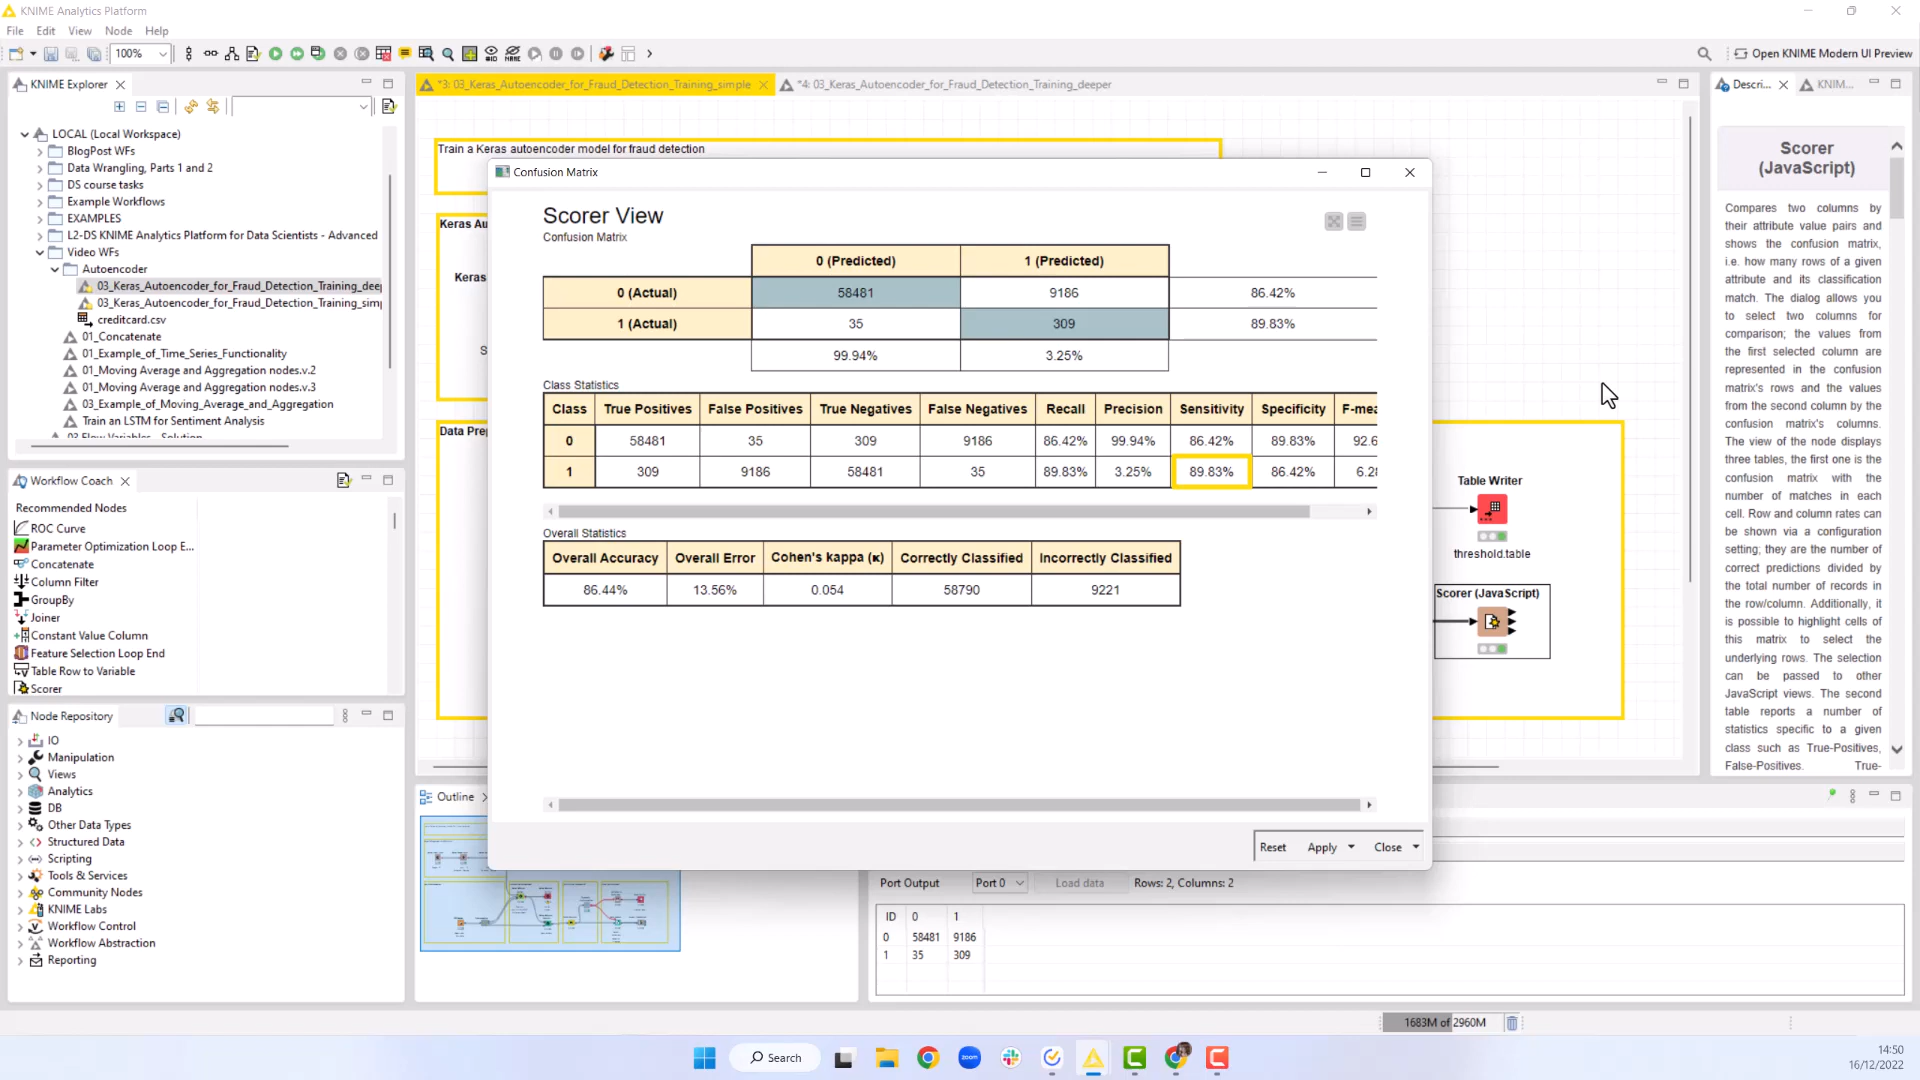 KNIME Analytics Platform
File Edit View Node Help
100%
Open KNIME Modern UI Preview
KNIME Explorer
LOCAL (Local Workspace)
BlogPost WFs
Data Wrangling, Parts 1 and 2
DS course tasks
Example Workflows
EXAMPLES
L2-DS KNIME Analytics Platform for Data Scientists - Advanced
Video WFs
Autoencoder
03_Keras_Autoencoder_for_Fraud_Detection_Training_deep
03_Keras_Autoencoder_for_Fraud_Detection_Training_simp
creditcard.csv
01_Concatenate
01_Example_of_Time_Series_Functionality
01_Moving Average and Aggregation nodes.v.2
01_Moving Average and Aggregation nodes.v.3
03_Example_of_Moving_Average_and_Aggregation
Train an LSTM for Sentiment Analysis
03 Flow Variables - Solution
Workflow Coach
Recommended Nodes
ROC Curve
Parameter Optimization Loop E...
Concatenate
Column Filter
GroupBy
Joiner
Constant Value Column
Feature Selection Loop End
Table Row to Variable
Scorer
Node Repository
IO
Manipulation
Views
Analytics
DB
Other Data Types
Structured Data
Scripting
Tools & Services
Community Nodes
KNIME Labs
Workflow Control
Workflow Abstraction
Reporting
*3: 03_Keras_Autoencoder_for_Fraud_Detection_Training_simple
*4: 03_Keras_Autoencoder_for_Fraud_Detection_Training_deeper
Train a Keras autoencoder model for fraud detection
Keras Au
Keras
S
Data Prep
Confusion Matrix
Scorer View
Confusion Matrix
0 (Predicted) 1 (Predicted)
0 (Actual) 58481 9186 86.42%
1 (Actual) 35 309 89.83%
99.94% 3.25%
Class Statistics
Class True Positives False Positives True Negatives False Negatives Recall Precision Sensitivity Specificity F-mea
0 58481 35 309 9186 86.42% 99.94% 86.42% 89.83% 92.6
1 309 9186 58481 35 89.83% 3.25% 89.83% 86.42% 6.28
Overall Statistics
Overall Accuracy Overall Error Cohen's kappa (κ) Correctly Classified Incorrectly Classified
86.44% 13.56% 0.054 58790 9221
Reset Apply Close
Table Writer
threshold.table
Scorer (JavaScript)
Outline
Port Output Port 0 Load data Rows: 2, Columns: 2
ID 0 1
0 58481 9186
1 35 309
Descri... KNIM...
Scorer
(JavaScript)
Compares two columns by
their attribute value pairs and
shows the confusion matrix,
i.e. how many rows of a given
attribute and its classification
match. The dialog allows you
to select two columns for
comparison; the values from
the first selected column are
represented in the confusion
matrix's rows and the values
from the second column by the
confusion matrix's columns.
The view of the node displays
three tables, the first one is the
confusion matrix with the
number of matches in each
cell. Row and column rates can
be shown via a configuration
setting; they are the number of
correct predictions divided by
the total number of records in
the row/column. Additionally, it
is possible to highlight cells of
this matrix to select the
underlying rows. The selection
can be passed to other
JavaScript views. The second
table reports a number of
statistics specific to a given
class such as True-Positives,
False-Positives. True-
1683M of 2960M
Search
zoom
14:50
16/12/2022